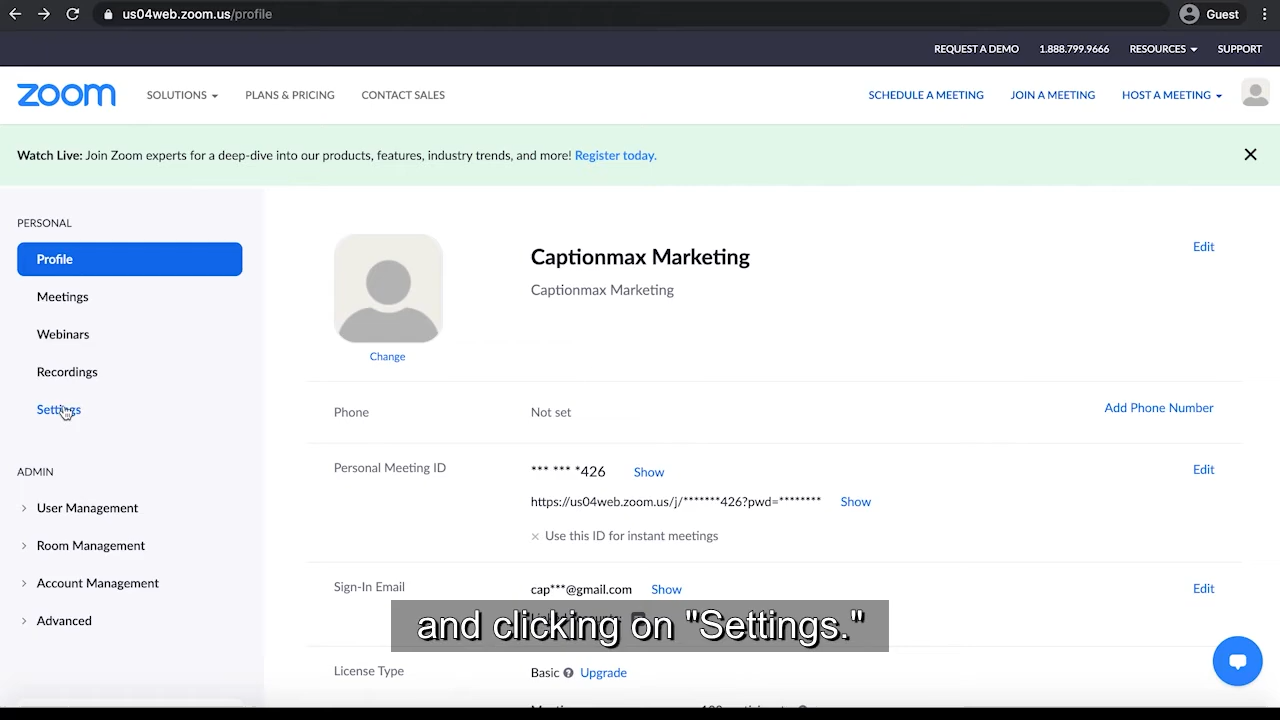 us04web.zoom.us/profile
Guest
REQUEST A DEMO 1.888.799.9666 RESOURCES SUPPORT
zoom SOLUTIONS PLANS & PRICING CONTACT SALES SCHEDULE A MEETING JOIN A MEETING HOST A MEETING
Watch Live: Join Zoom experts for a deep-dive into our products, features, industry trends, and more! Register today.
PERSONAL
Profile
Meetings
Webinars
Recordings
Settings
ADMIN
User Management
Room Management
Account Management
Advanced
Change
Captionmax Marketing
Edit
Captionmax Marketing
Phone Not set Add Phone Number
Personal Meeting ID *** *** *426 Show Edit
https://us04web.zoom.us/j/*******426?pwd=******** Show
× Use this ID for instant meetings
Sign-In Email cap***@gmail.com Show Edit
and clicking on "Settings."
License Type Basic Upgrade